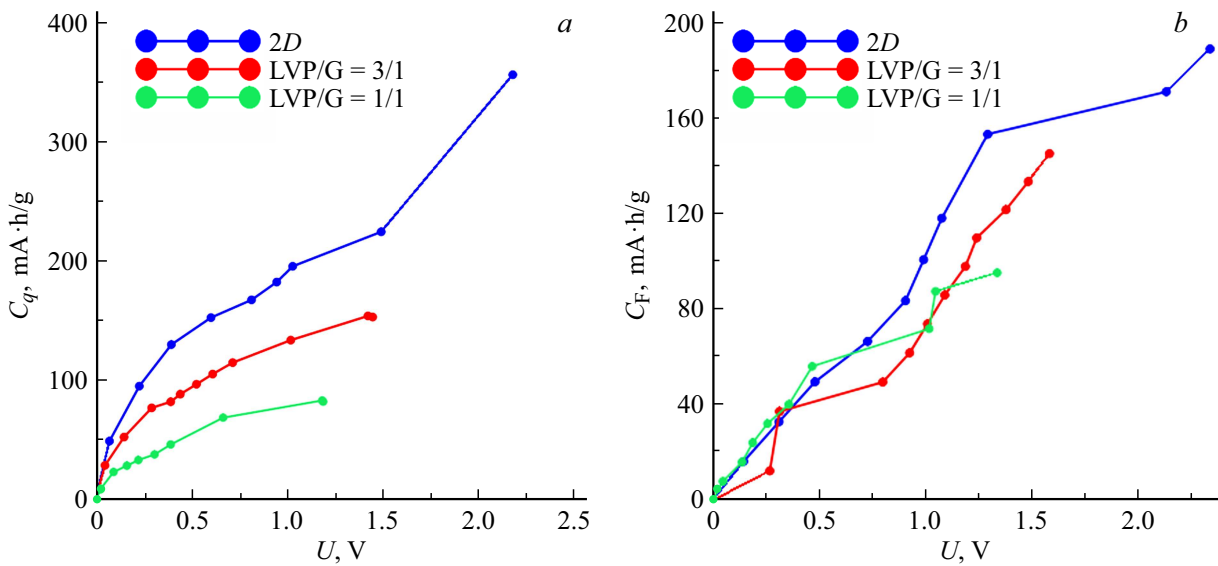 a
2D
LVP/G = 3/1
LVP/G = 1/1
400
300
200
100
0
C_q, mA·h/g
0
0.5
1.0
1.5
2.0
2.5
U, V
b
2D
LVP/G = 3/1
LVP/G = 1/1
200
160
120
80
40
0
C_F, mA·h/g
0
0.5
1.0
1.5
2.0
U, V